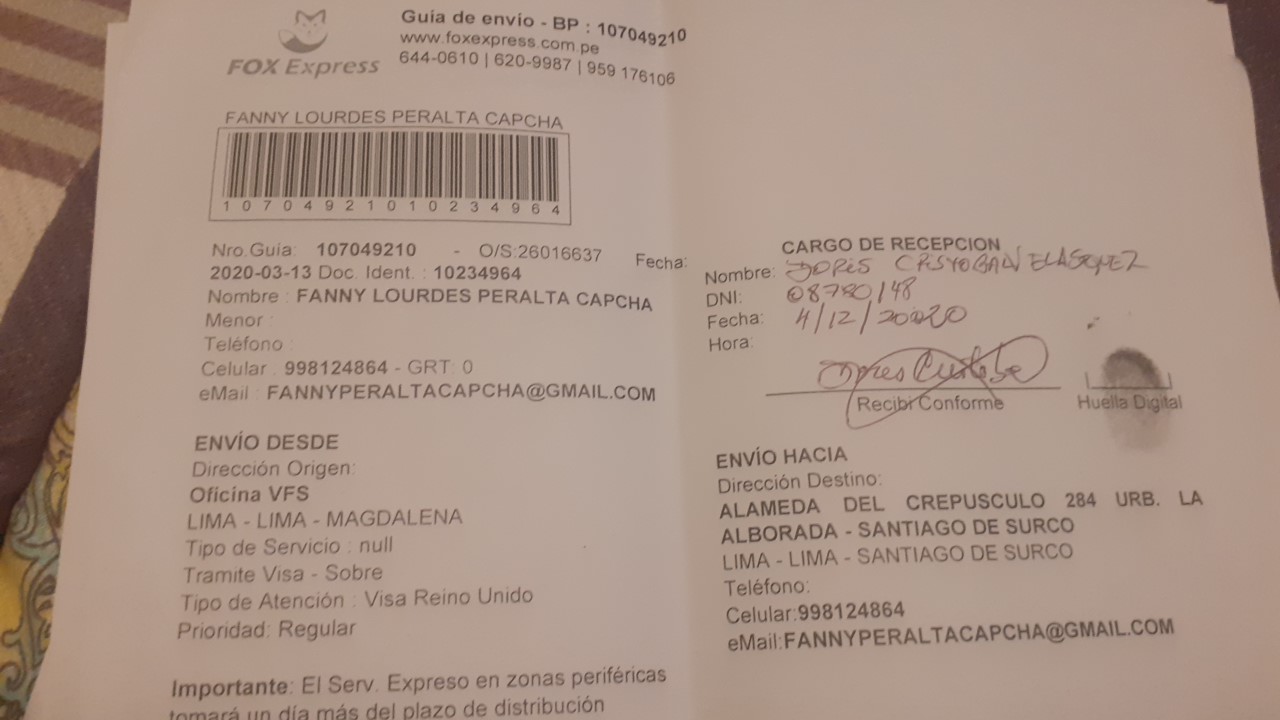 FOX Express
Guía de envío - BP : 107049210
www.foxexpress.com.pe
644-0610 | 620-9987 | 959 176106
FANNY LOURDES PERALTA CAPCHA
10704921010234964
Nro.Guia: 107049210 - O/S:26016637 Fecha:
2020-03-13 Doc. Ident. : 10234964
Nombre : FANNY LOURDES PERALTA CAPCHA
Menor :
Teléfono :
Celular : 998124864 - GRT: 0
eMail : FANNYPERALTACAPCHA@GMAIL.COM
ENVÍO DESDE
Dirección Origen:
Oficina VFS
LIMA - LIMA - MAGDALENA
Tipo de Servicio : null
Tramite Visa - Sobre
Tipo de Atención : Visa Reino Unido
Prioridad: Regular
Importante: El Serv. Expreso en zonas periféricas
tomará un día más del plazo de distribución
CARGO DE RECEPCION
Nombre: DORIS
DNI: 08780148
Fecha: 4/12/
Hora:
Recibi Conforme
Huella Digital
ENVÍO HACIA
Dirección Destino:
ALAMEDA DEL CREPUSCULO 284 URB. LA
ALBORADA - SANTIAGO DE SURCO
LIMA - LIMA - SANTIAGO DE SURCO
Teléfono:
Celular:998124864
eMail:FANNYPERALTACAPCHA@GMAIL.COM